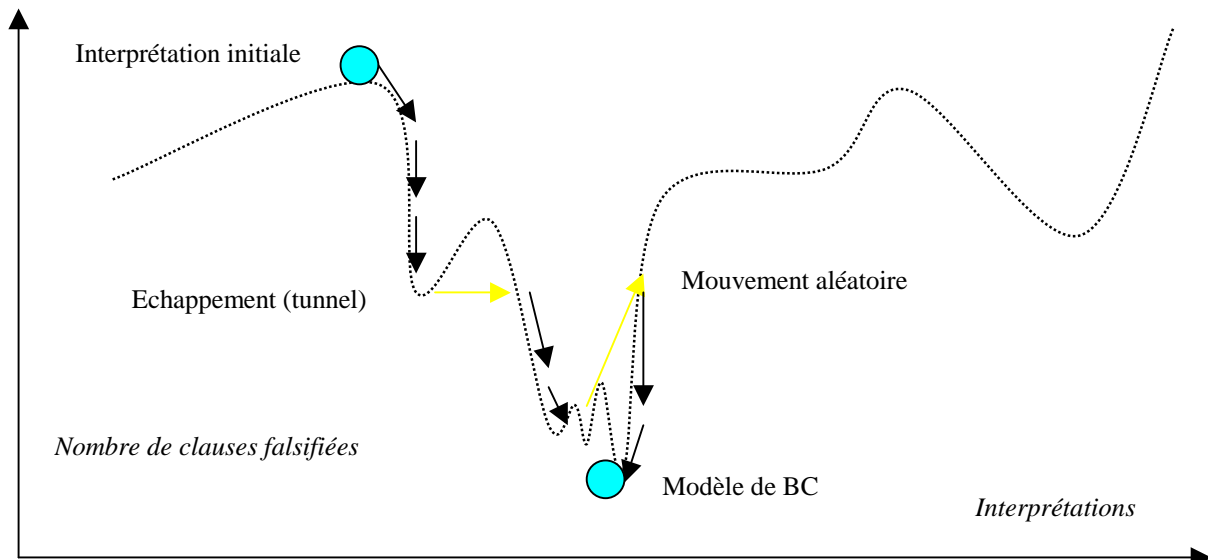 Interprétation initiale
Echappement (tunnel)
Mouvement aléatoire
Nombre de clauses falsifiées
Modèle de BC
Interprétations